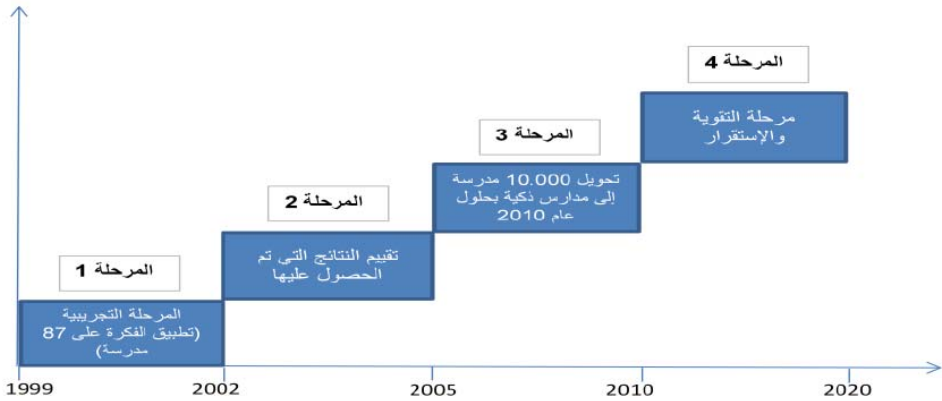 المرحلة 4
مرحلة التقوية
والإستقرار
المرحلة 3
تحويل 10.000 مدرسة
إلى مدارس ذكية بحلول
عام 2010
المرحلة 2
تقييم النتائج التي تم
الحصول عليها
المرحلة 1
المرحلة التجريبية
(تطبيق الفكرة على 87
مدرسة)
1999
2002
2005
2010
2020